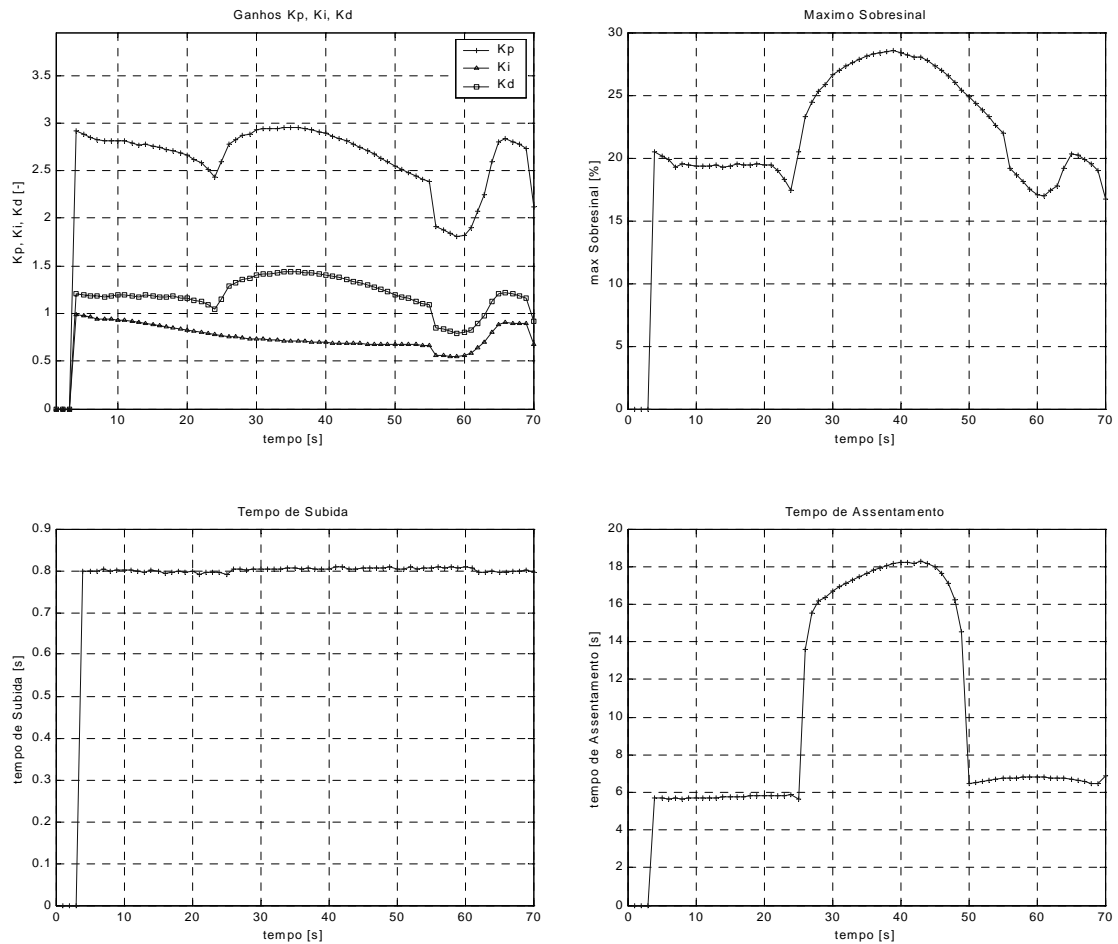 Ganhos Kp, Ki, Kd
Kp
Ki
Kd
3.5
3
2.5
2
1.5
1
0.5
0
Kp, Ki, Kd [-]
10 20 30 40 50 60 70
tempo [s]
Maximo Sobresinal
30
25
20
15
10
5
0
max Sobresinal [%]
0 10 20 30 40 50 60 70
tempo [s]
Tempo de Subida
0.9
0.8
0.7
0.6
0.5
0.4
0.3
0.2
0.1
0
tempo de Subida [s]
0 10 20 30 40 50 60 70
tempo [s]
Tempo de Assentamento
20
18
16
14
12
10
8
6
4
2
0
tempo de Assentamento [s]
0 10 20 30 40 50 60 70
tempo [s]